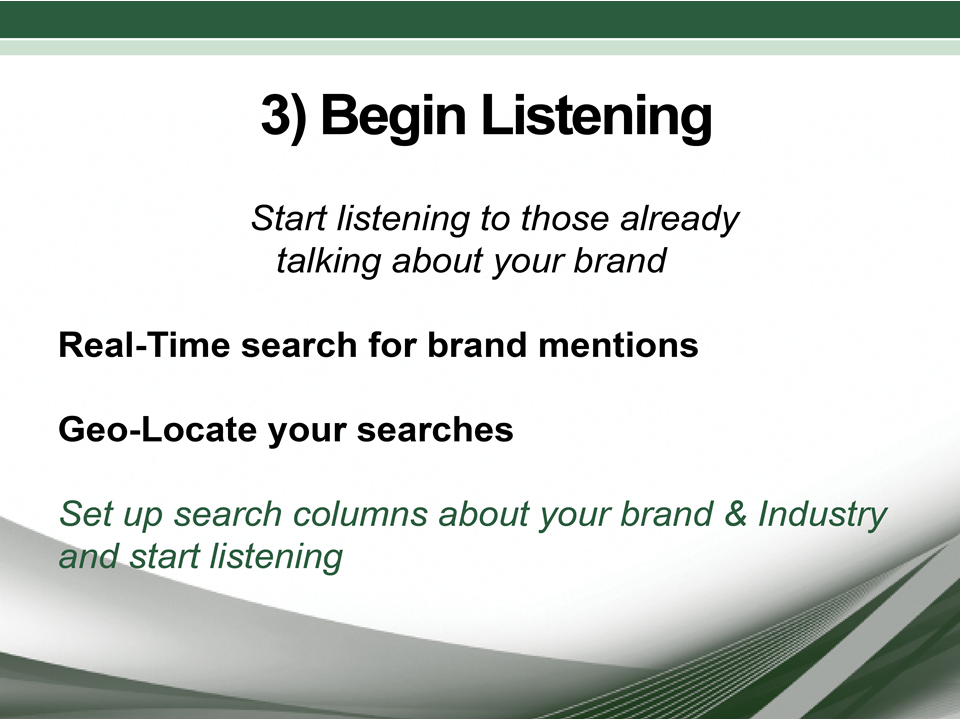 3) Begin Listening
Start listening to those already
talking about your brand
Real-Time search for brand mentions
Geo-Locate your searches
Set up search columns about your brand & Industry
and start listening